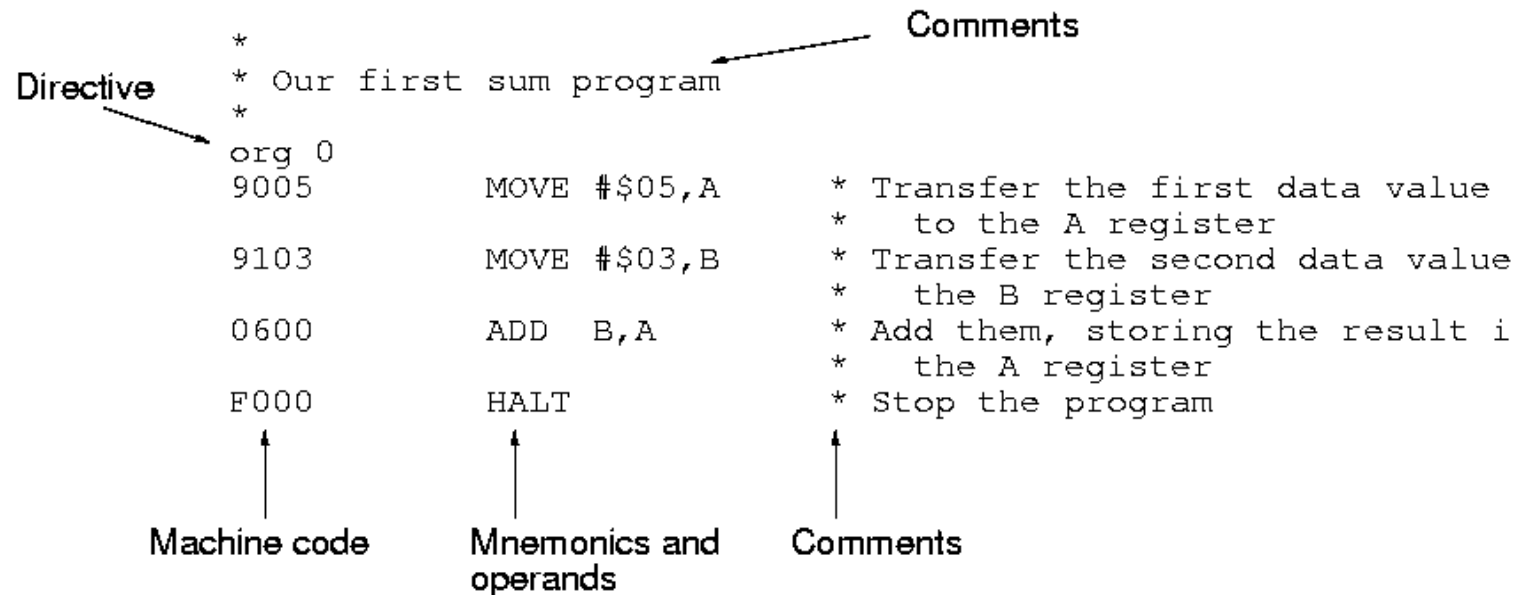 Comments
*
* Our first sum program
Directive
*
org 0
9005 MOVE #$05,A * Transfer the first data value
* to the A register
9103 MOVE #$03,B * Transfer the second data value
* the B register
0600 ADD B,A * Add them, storing the result i
* the A register
F000 HALT * Stop the program
Machine code
Mnemonics and
operands
Comments